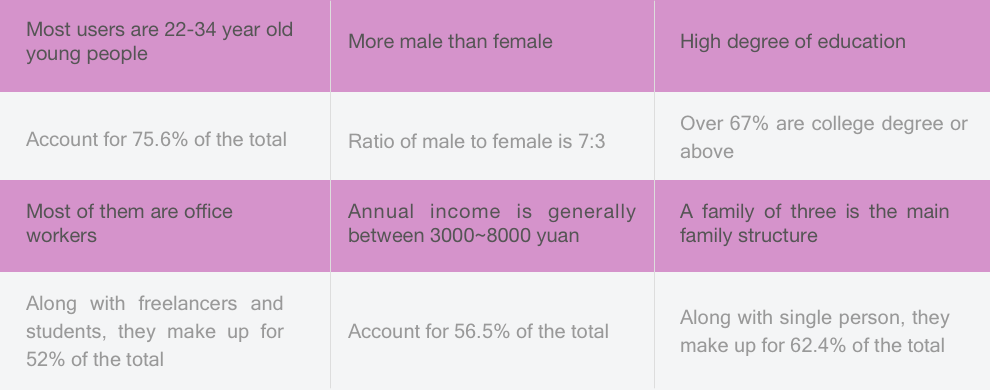 Most users are 22-34 year old
young people
More male than female
High degree of education
Account for 75.6% of the total
Ratio of male to female is 7:3
Over 67% are college degree or
above
Most of them are office
workers
Annual income is generally
between 3000~8000 yuan
A family of three is the main
family structure
Along with freelancers and
students, they make up for
52% of the total
Account for 56.5% of the total
Along with single person, they
make up for 62.4% of the total